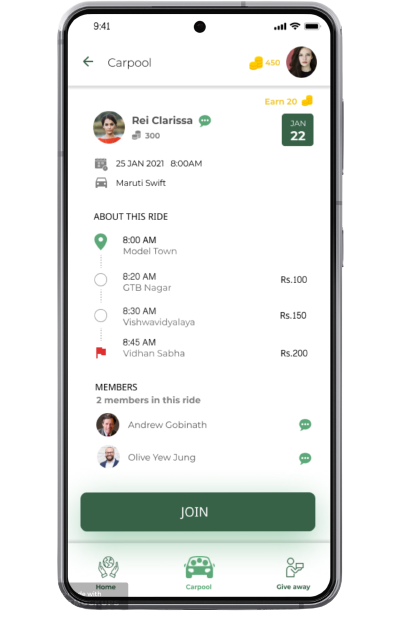 9:41
Carpool
450
Earn 20
Rei Clarissa
300
JAN
22
25 JAN 2021 8:00AM
Maruti Swift
ABOUT THIS RIDE
8:00 AM
Model Town
8:20 AM
GTB Nagar
Rs.100
8:30 AM
Vishwavidyalaya
Rs.150
8:45 AM
Vidhan Sabha
Rs.200
MEMBERS
2 members in this ride
Andrew Gobinath
Olive Yew Jung
JOIN
Home
Carpool
Give away
with